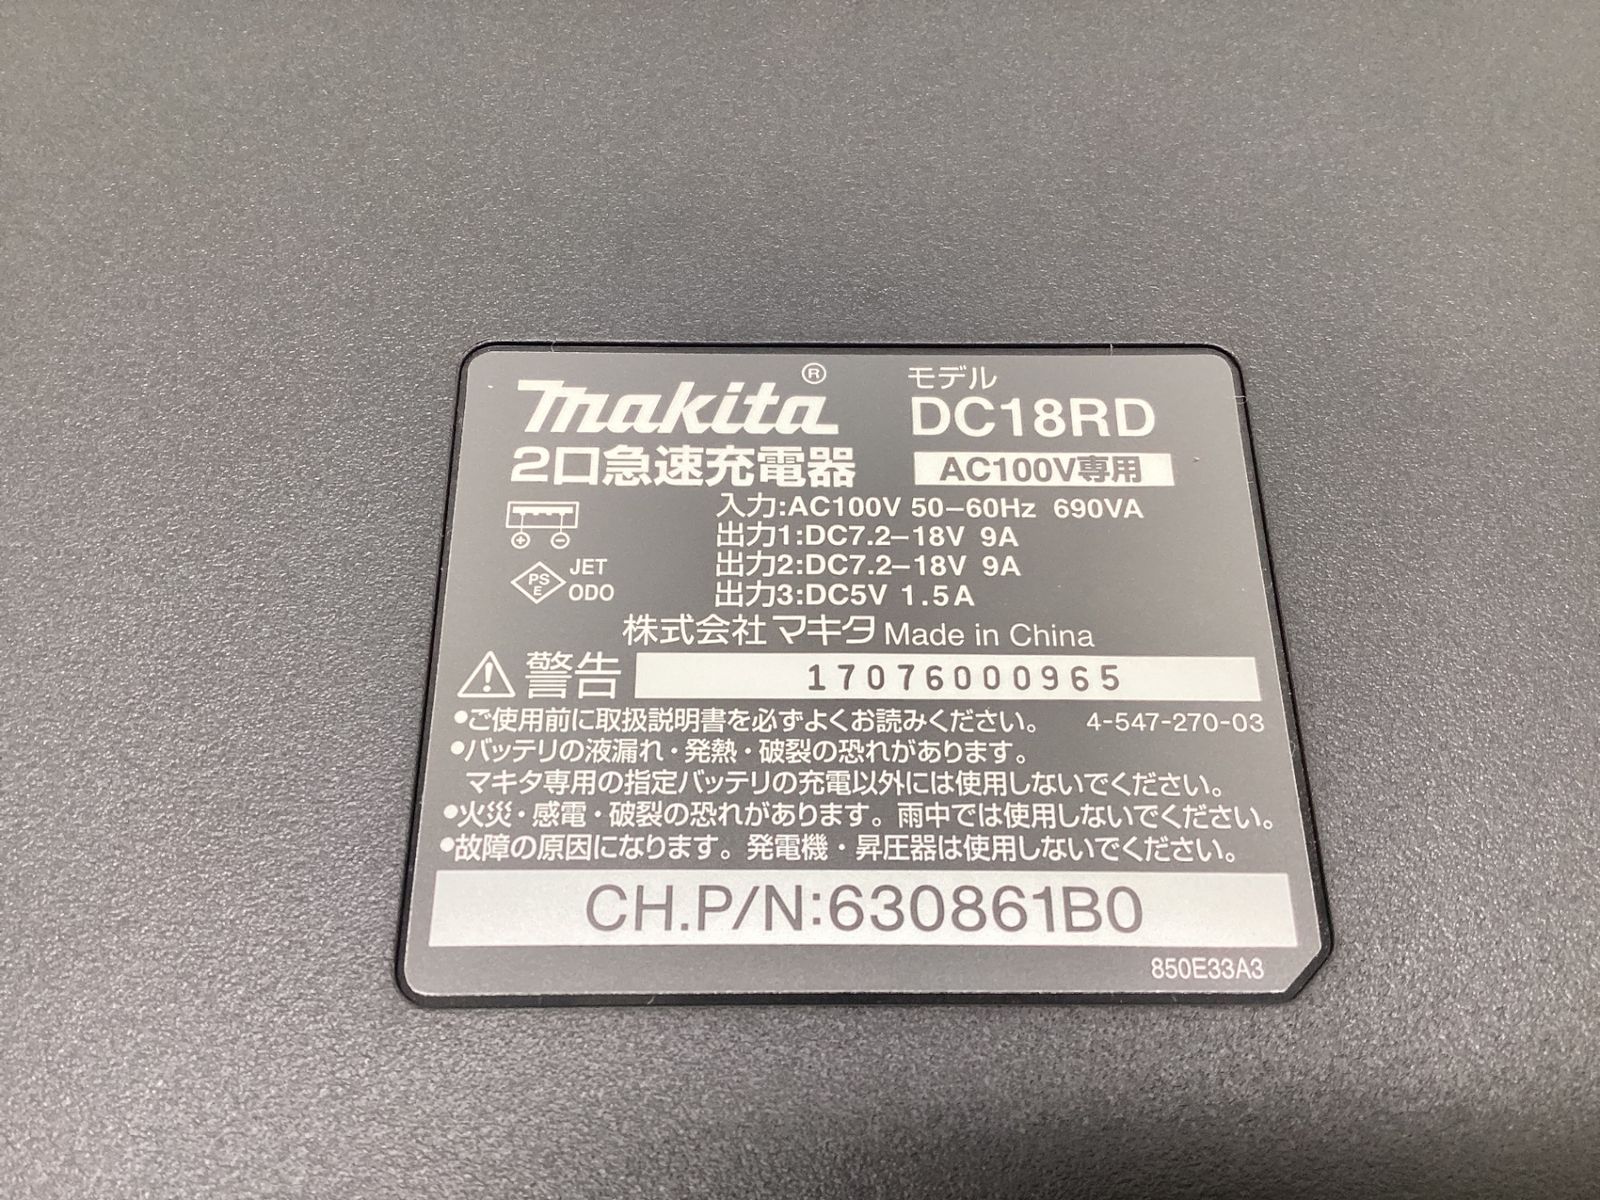 makita®
モデル
DC18RD
2口急速充電器
AC100V専用
入力:AC100V 50-60Hz 690VA
出力1:DC7.2-18V 9A
出力2:DC7.2-18V 9A
出力3:DC5V 1.5A
PS
E
JET
ODO
株式会社マキタ Made in China
警告
17076000965
●ご使用前に取扱説明書を必ずよくお読みください。 4-547-270-03
●バッテリの液漏れ・発熱・破裂の恐れがあります。
マキタ専用の指定バッテリの充電以外には使用しないでください。
●火災・感電・破裂の恐れがあります。雨中では使用しないでください。
●故障の原因になります。発電機・昇圧器は使用しないでください。
CH.P/N:630861B0
850E33A3